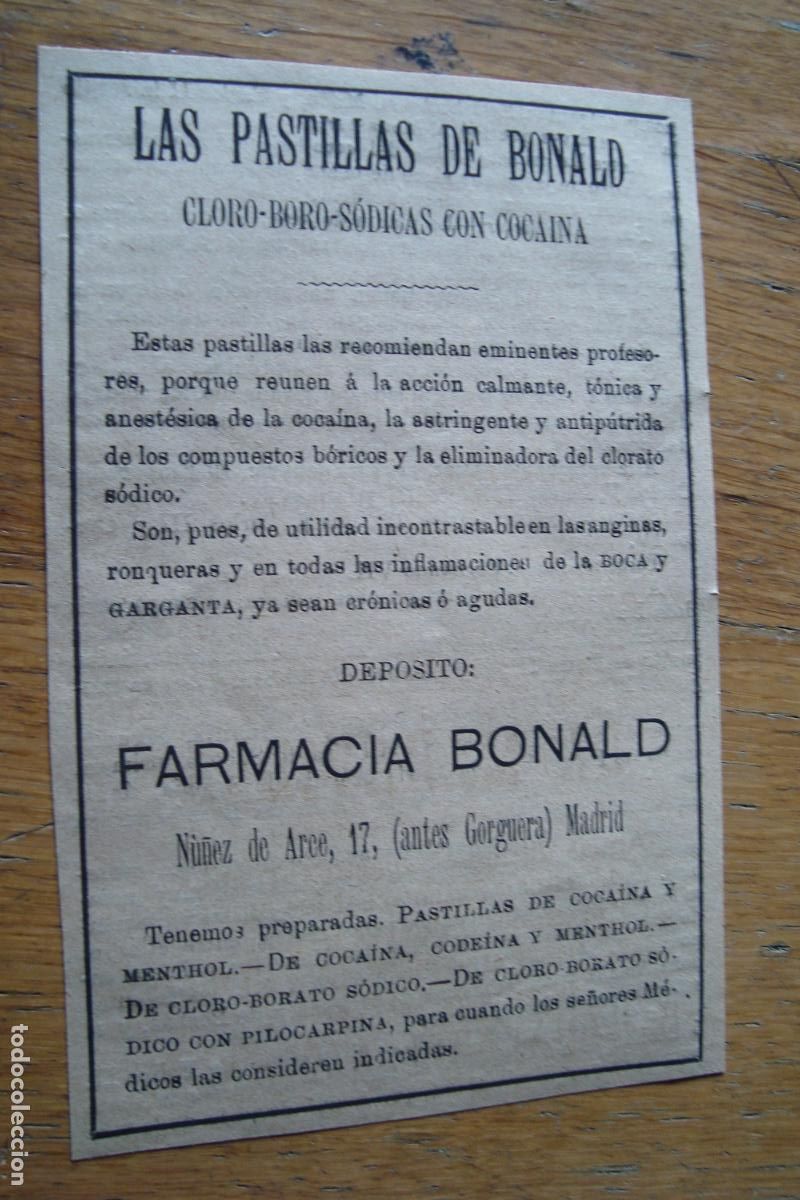 LAS PASTILLAS DE BONALD
CLORO-BORO-SÓDICAS CON COCAINA
Estas pastillas las recomiendan eminentes profeso-
res, porque reunen á la acción calmante, tónica y
anestésica de la cocaína, la astringente y antipútrida
de los compuestos bóricos y la eliminadora del clorato
sódico.
Son, pues, de utilidad incontrastable en las anginas,
ronqueras y en todas las inflamaciones de la BOCA y
GARGANTA, ya sean crónicas ó agudas.
DEPOSITO:
FARMACIA BONALD
Núñez de Arce, 17, (antes Gorguera) Madrid
Tenemos preparadas. PASTILLAS DE COCAÍNA Y
MENTHOL.—DE COCAÍNA, CODEÍNA Y MENTHOL.—
DE CLORO-BORATO SÓDICO.—DE CLORO-BORATO SÓ-
DICO CON PILOCARPINA, para cuando los señores Mé-
dicos las consideren indicadas.
todocoleccion